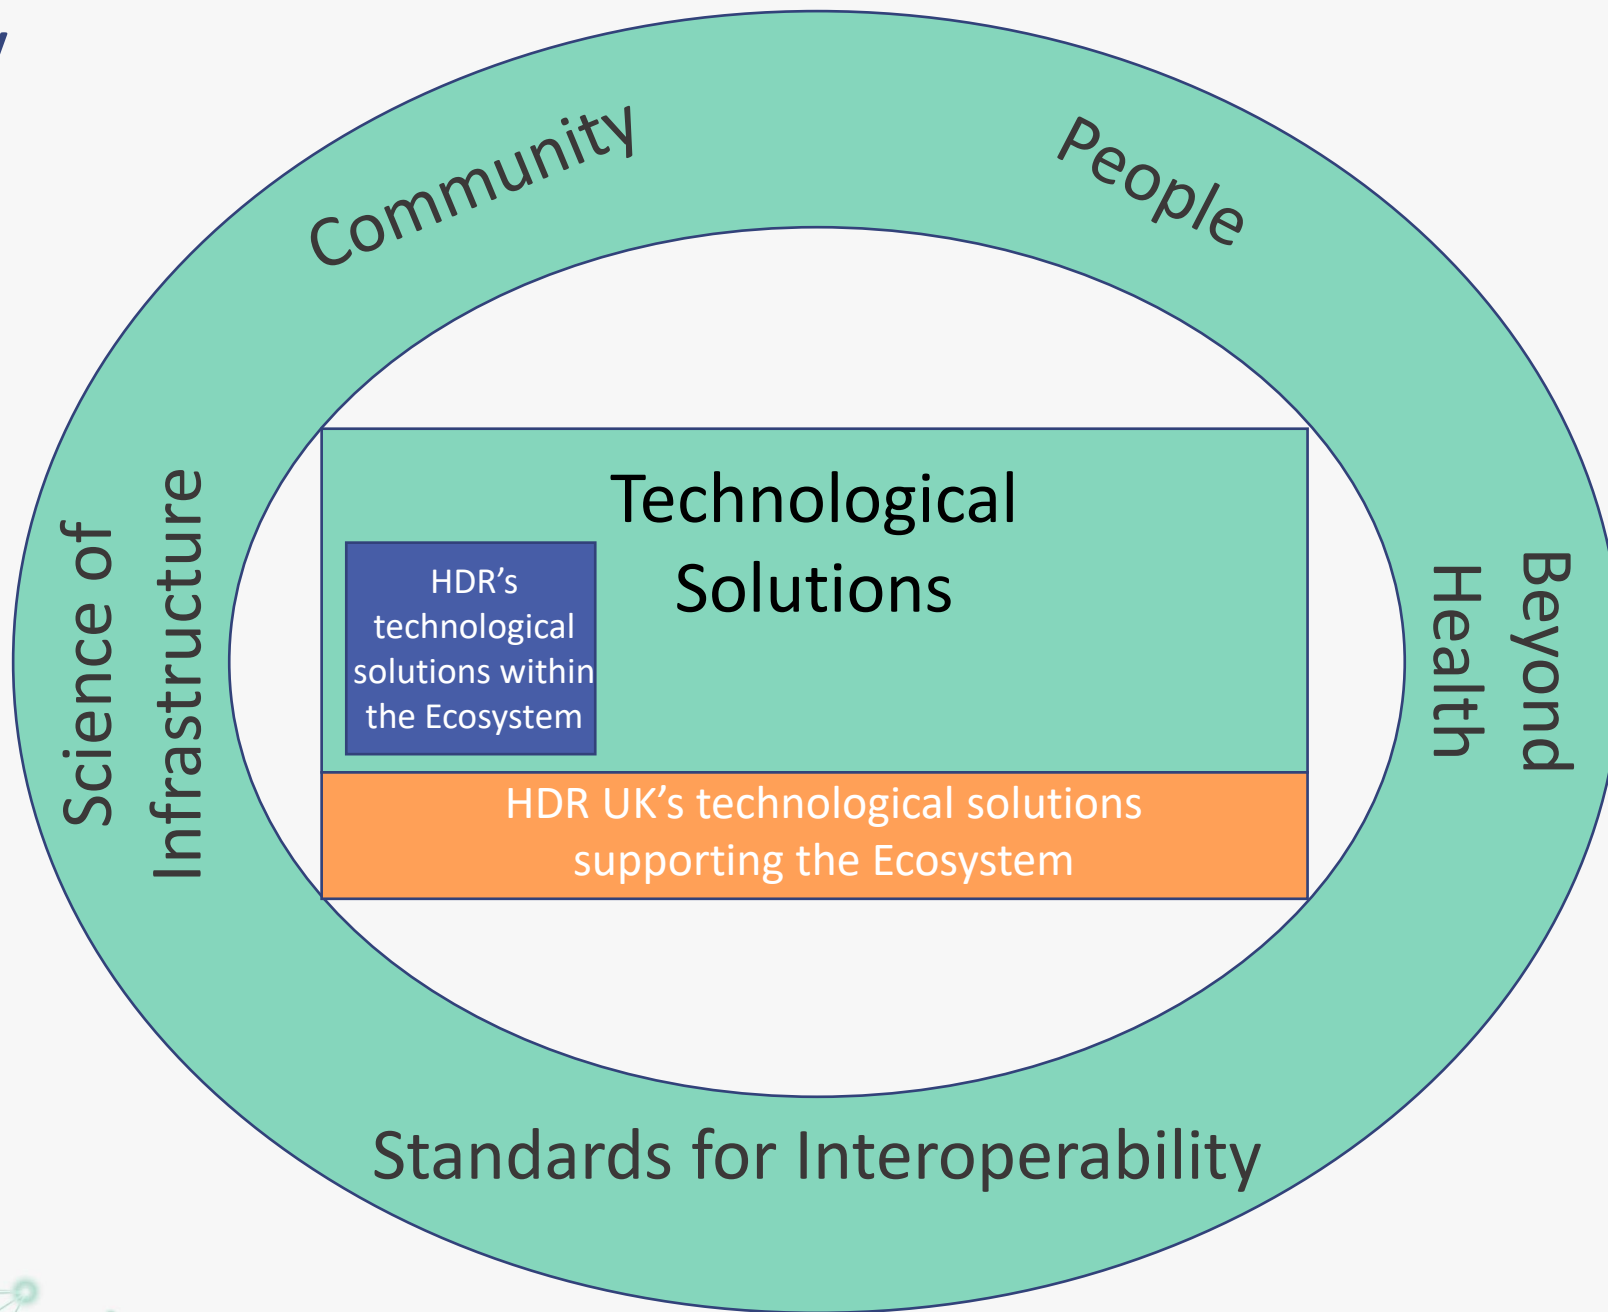 Community
People
Science of
Infrastructure
Technological
Solutions
HDR’s
technological
solutions within
the Ecosystem
HDR UK’s technological solutions
supporting the Ecosystem
Beyond
Health
Standards for Interoperability